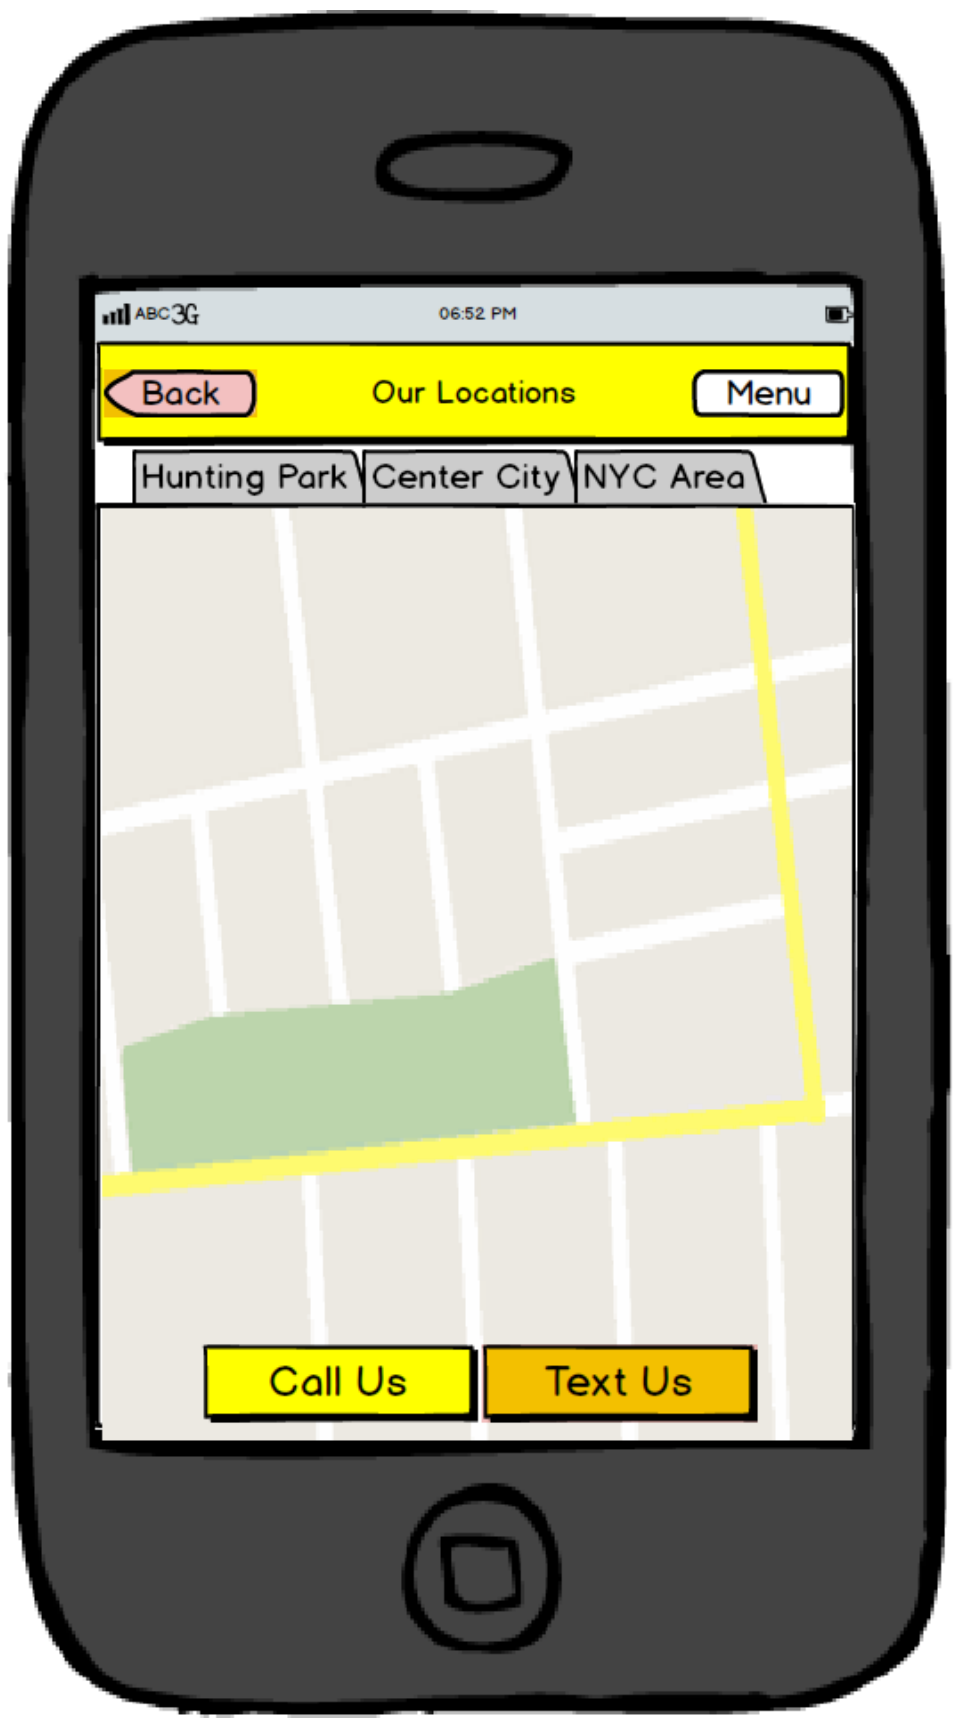 ABC 3G 06:52 PM
Back Our Locations Menu
Hunting Park Center City NYC Area
Call Us Text Us